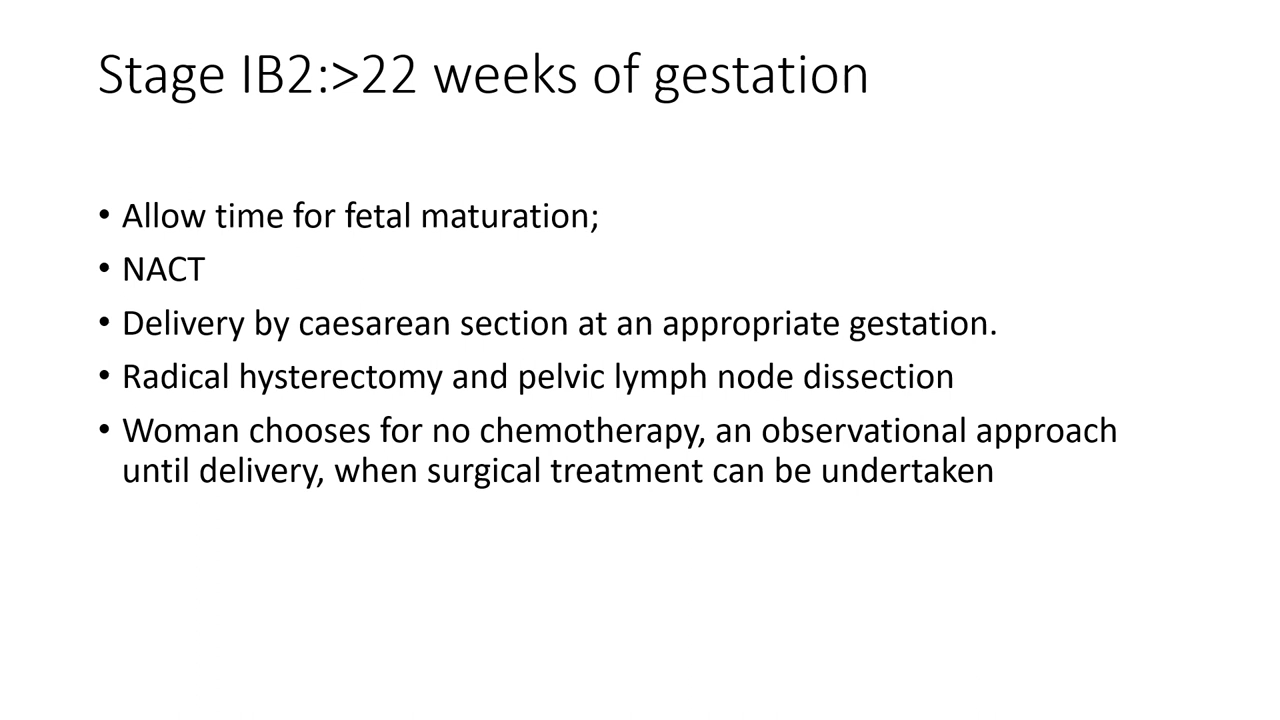 Stage IB2:>22 weeks of gestation
• Allow time for fetal maturation;
• NACT
• Delivery by caesarean section at an appropriate gestation.
• Radical hysterectomy and pelvic lymph node dissection
• Woman chooses for no chemotherapy, an observational approach
until delivery, when surgical treatment can be undertaken